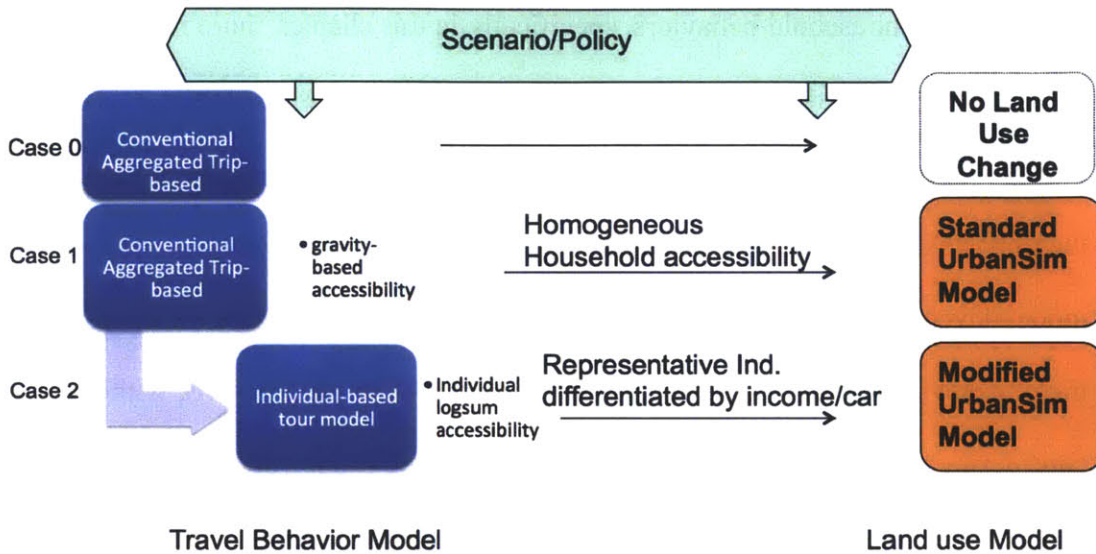 Scenario/Policy
Case 0
Conventional
Aggregated Trip-
based
No Land
Use
Change
Case 1
Conventional
Aggregated Trip-
based
• gravity-
based
accessibility
Homogeneous
Household accessibility
Standard
UrbanSim
Model
Case 2
Individual-based
tour model
• Individual
logsum
accessibility
Representative Ind.
differentiated by income/car
Modified
UrbanSim
Model
Travel Behavior Model
Land use Model